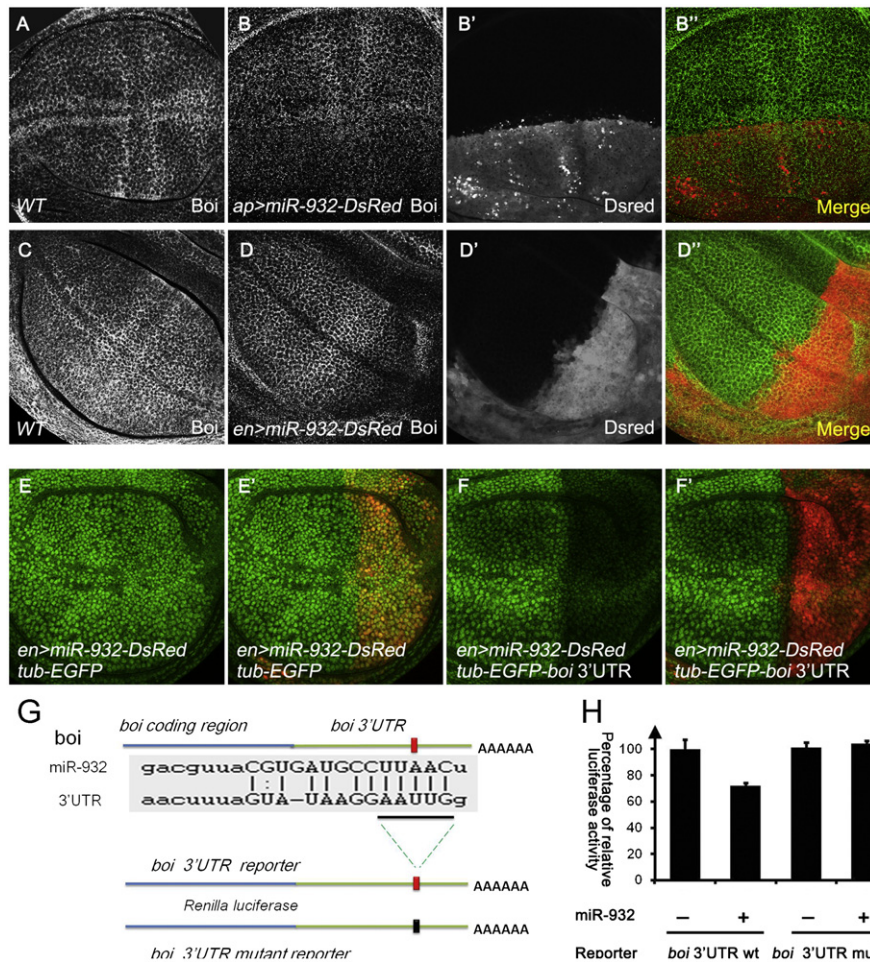 A B B' B''
WT Boi ap>miR-932-DsRed Boi Dsred Merge
C D D' D''
WT Boi en>miR-932-DsRed Boi Dsred Merge
E E' F F'
en>miR-932-DsRed en>miR-932-DsRed en>miR-932-DsRed en>miR-932-DsRed
tub-EGFP tub-EGFP tub-EGFP-boi 3'UTR tub-EGFP-boi 3'UTR
G
boi coding region boi 3'UTR
boi
AAAAAA
miR-932 gacguuaCGUGAUGCCUUAACu
3'UTR aacuuuaGUA–UAAGGAAUUGg
boi 3'UTR reporter
AAAAAA
Renilla luciferase
AAAAAA
boi 3'UTR mutant reporter
H
Percentage of relative
luciferase activity
100
80
60
40
20
0
miR-932 – + – +
Reporter boi 3'UTR wt boi 3'UTR mu